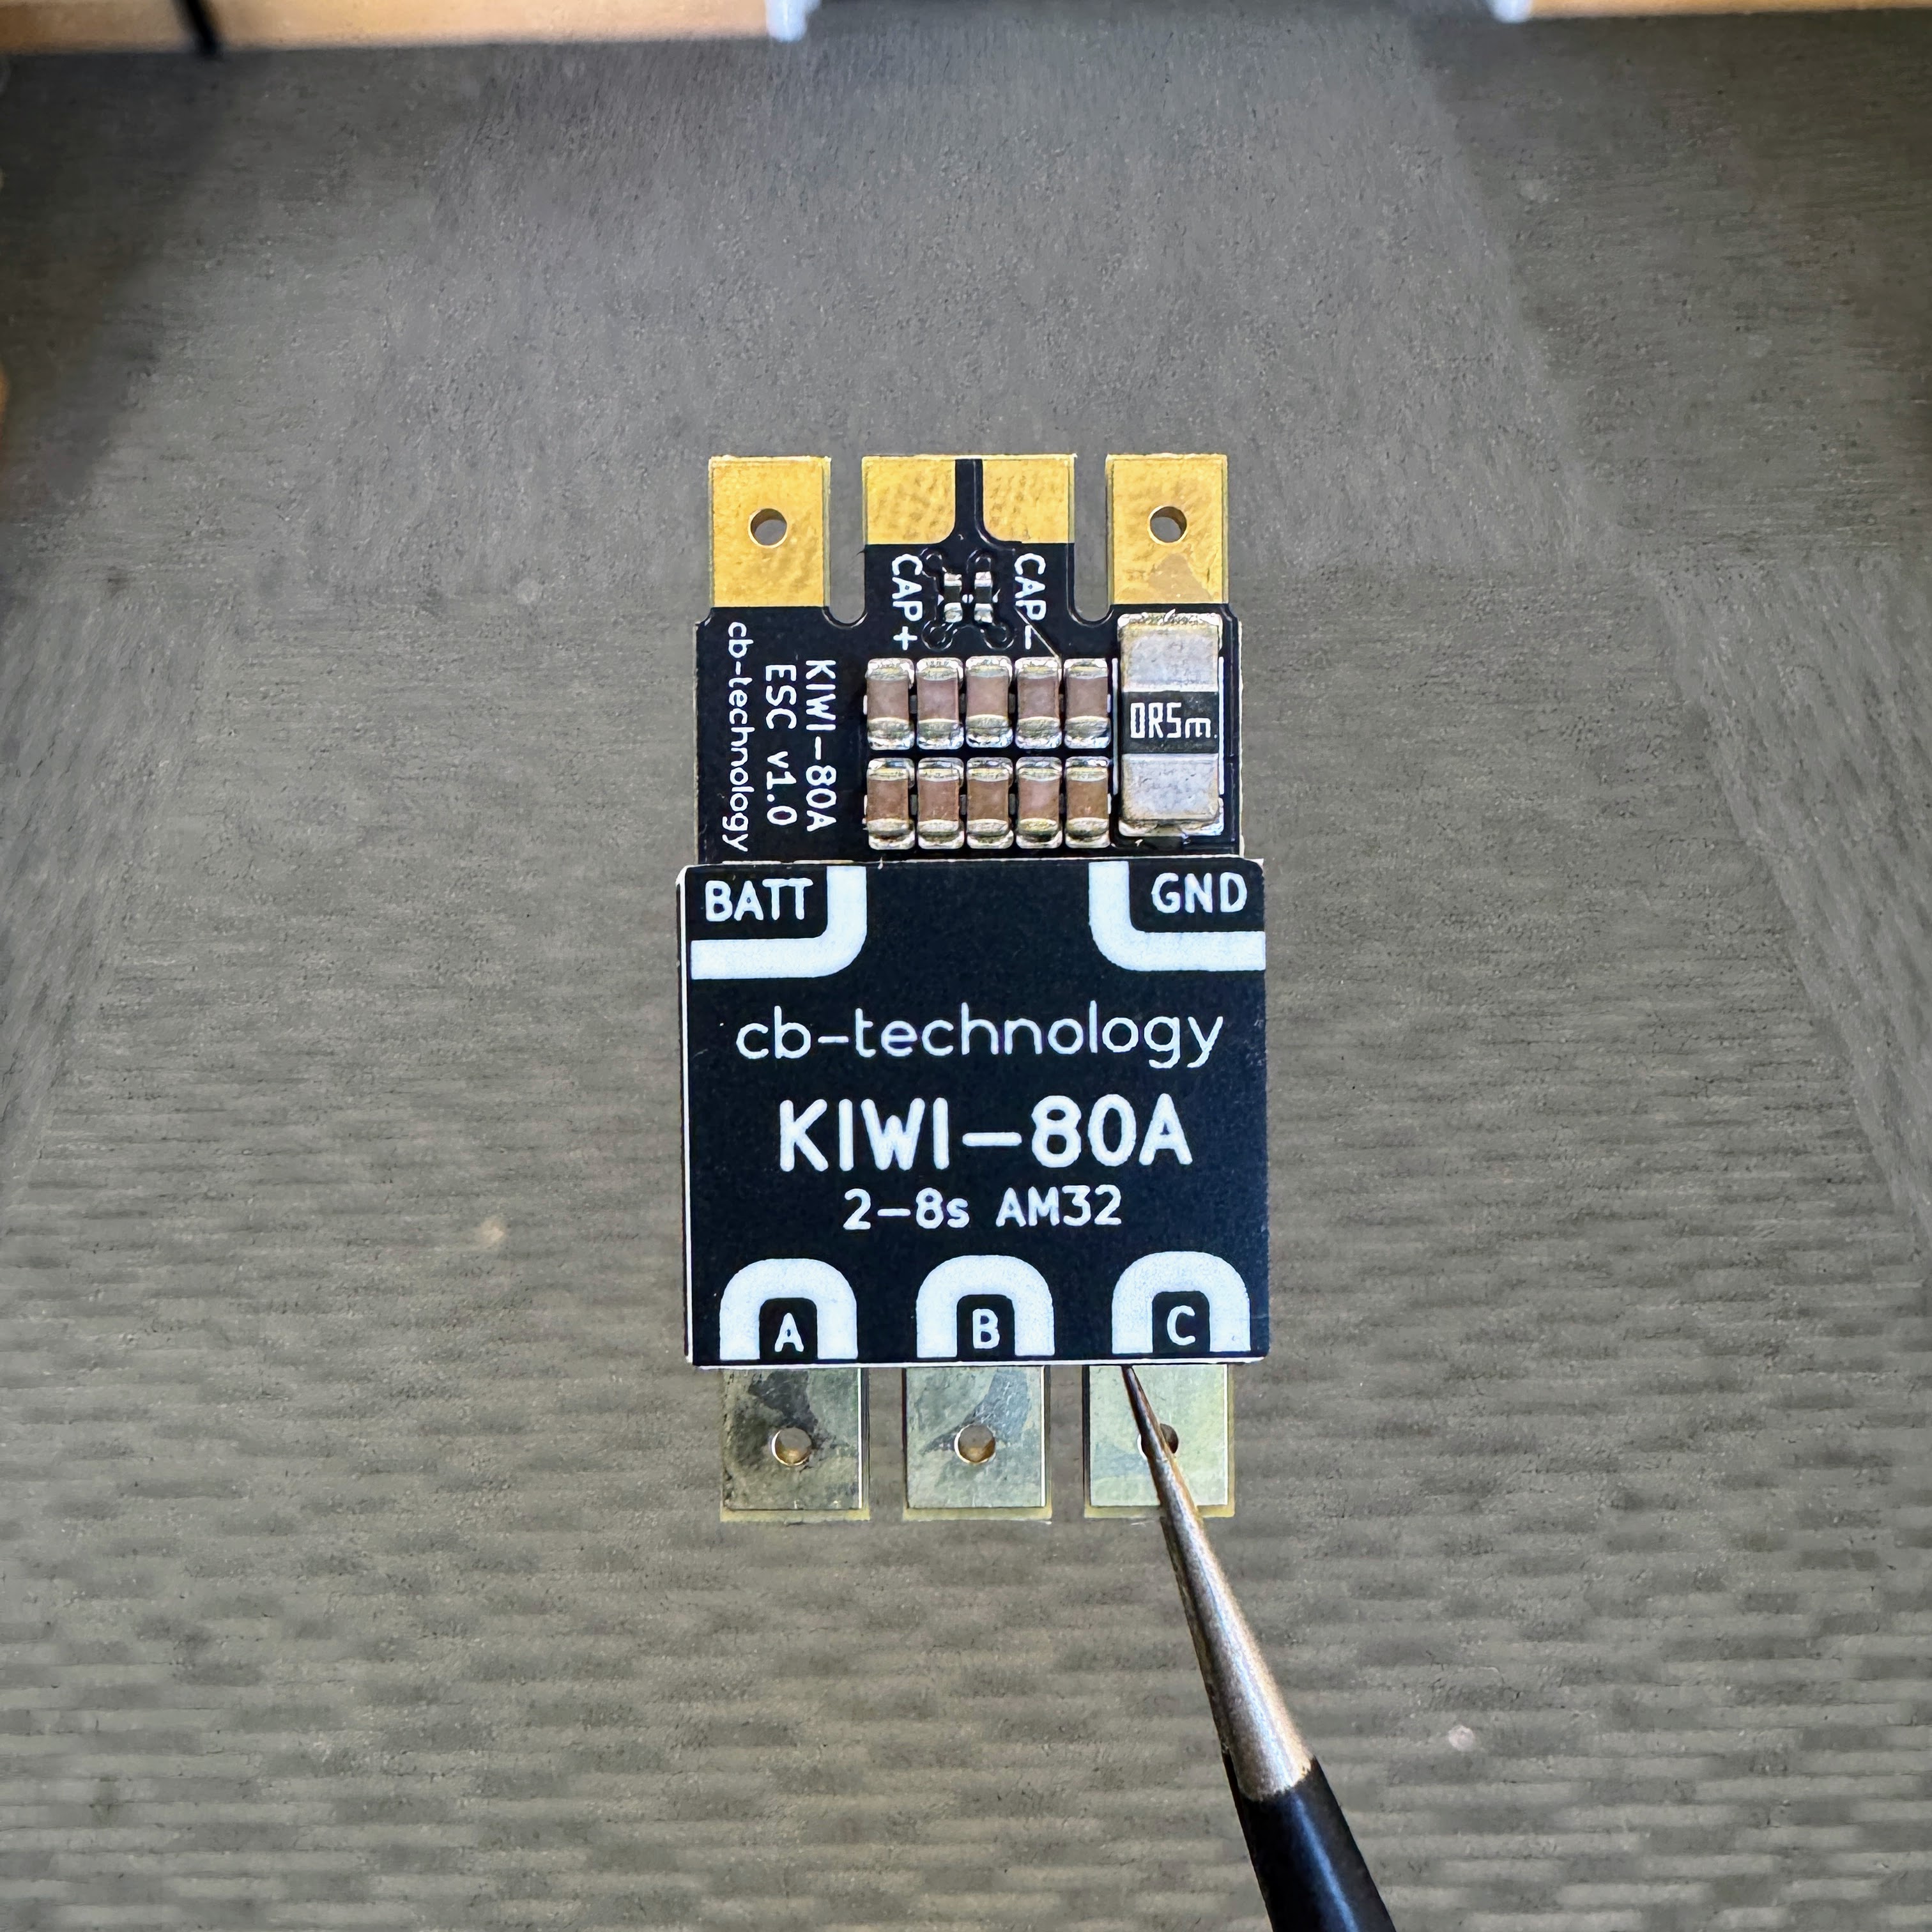 CAP+
CAP-
cb-technology
KIWI-80A
ESC v1.0
0R5m
BATT
GND
cb-technology
KIWI-80A
2-8s AM32
A
B
C